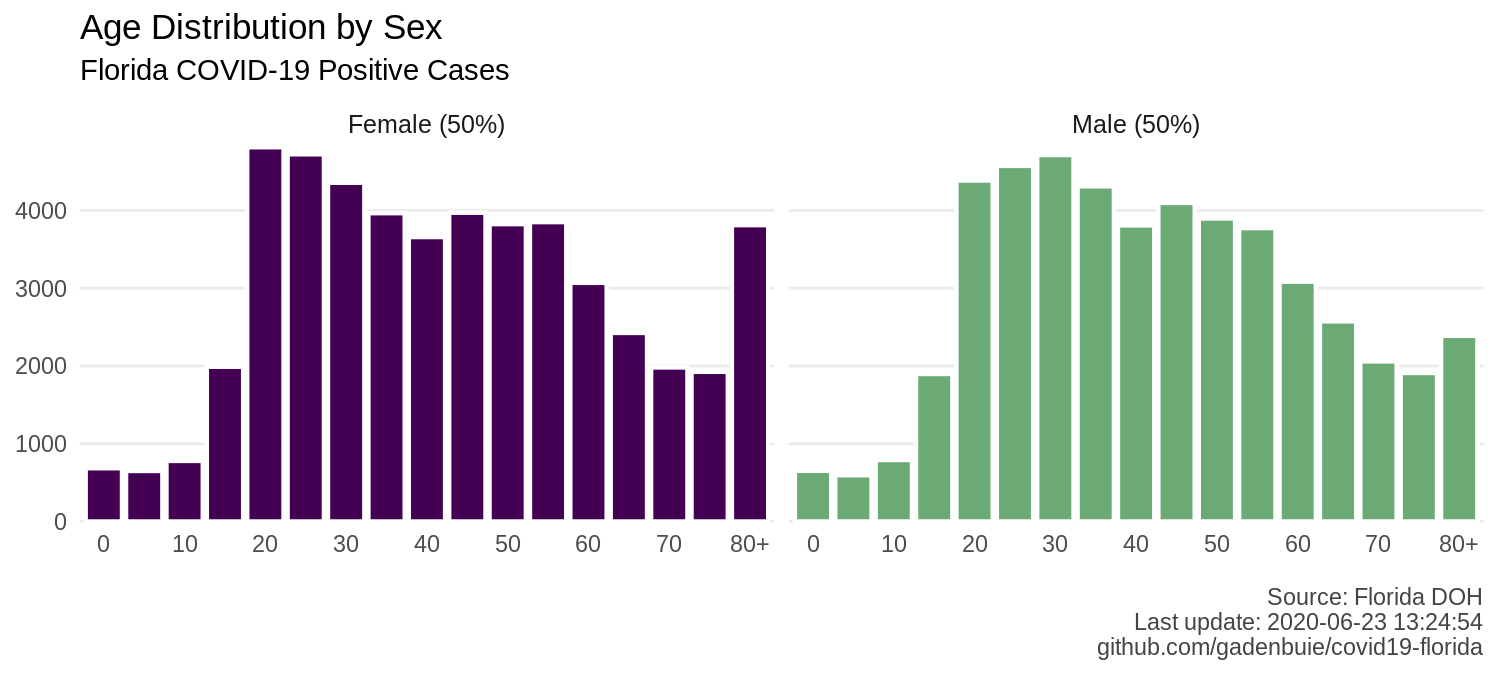 Age Distribution by Sex
Florida COVID-19 Positive Cases
Female (50%)
Male (50%)
4000
3000
2000
1000
0
0 10 20 30 40 50 60 70 80+
0 10 20 30 40 50 60 70 80+
Source: Florida DOH
Last update: 2020-06-23 13:24:54
github.com/gadenbuie/covid19-florida